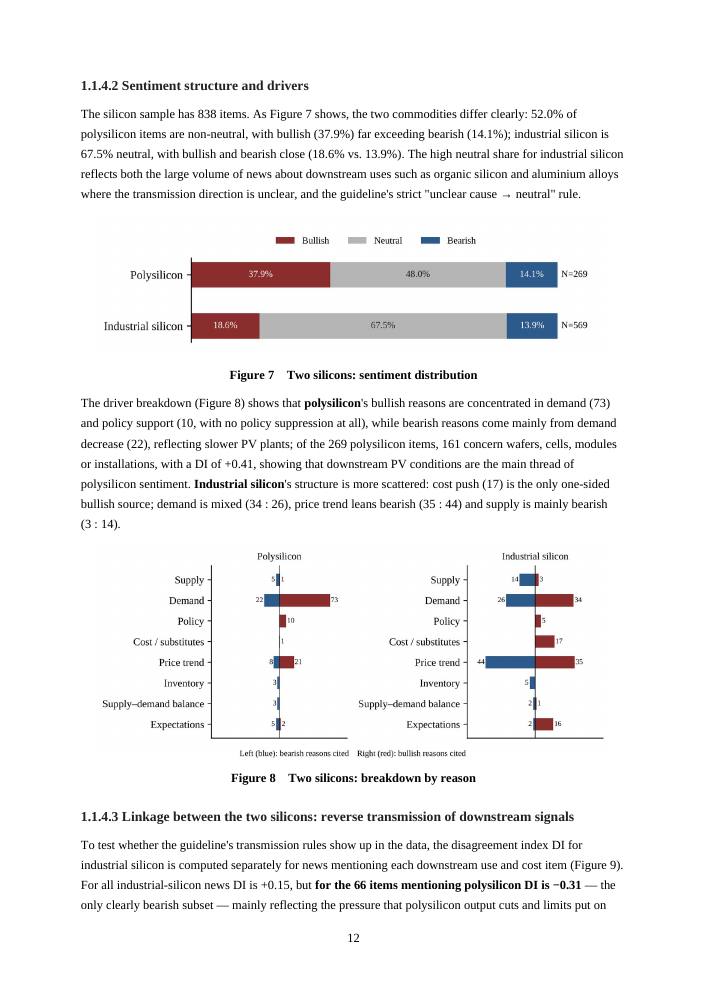 1.1.4.2 Sentiment structure and drivers
The silicon sample has 838 items. As Figure 7 shows, the two commodities differ clearly: 52.0% of
polysilicon items are non-neutral, with bullish (37.9%) far exceeding bearish (14.1%); industrial silicon is
67.5% neutral, with bullish and bearish close (18.6% vs. 13.9%). The high neutral share for industrial silicon
reflects both the large volume of news about downstream uses such as organic silicon and aluminium alloys
where the transmission direction is unclear, and the guideline's strict "unclear cause → neutral" rule.
Bullish Neutral Bearish
Polysilicon 37.9% 48.0% 14.1% N=269
Industrial silicon 18.6% 67.5% 13.9% N=569
Figure 7 Two silicons: sentiment distribution
The driver breakdown (Figure 8) shows that polysilicon's bullish reasons are concentrated in demand (73)
and policy support (10, with no policy suppression at all), while bearish reasons come mainly from demand
decrease (22), reflecting slower PV plants; of the 269 polysilicon items, 161 concern wafers, cells, modules
or installations, with a DI of +0.41, showing that downstream PV conditions are the main thread of
polysilicon sentiment. Industrial silicon's structure is more scattered: cost push (17) is the only one-sided
bullish source; demand is mixed (34 : 26), price trend leans bearish (35 : 44) and supply is mainly bearish
(3 : 14).
Polysilicon
Supply 5 1
Demand 22 73
Policy 10
Cost / substitutes 1
Price trend 8 21
Inventory 3
Supply–demand balance 3
Expectations 5 2
Industrial silicon
Supply 14 3
Demand 26 34
Policy 5
Cost / substitutes 17
Price trend 44 35
Inventory 5
Supply–demand balance 2 1
Expectations 2 16
Left (blue): bearish reasons cited Right (red): bullish reasons cited
Figure 8 Two silicons: breakdown by reason
1.1.4.3 Linkage between the two silicons: reverse transmission of downstream signals
To test whether the guideline's transmission rules show up in the data, the disagreement index DI for
industrial silicon is computed separately for news mentioning each downstream use and cost item (Figure 9).
For all industrial-silicon news DI is +0.15, but for the 66 items mentioning polysilicon DI is −0.31 — the
only clearly bearish subset — mainly reflecting the pressure that polysilicon output cuts and limits put on
12